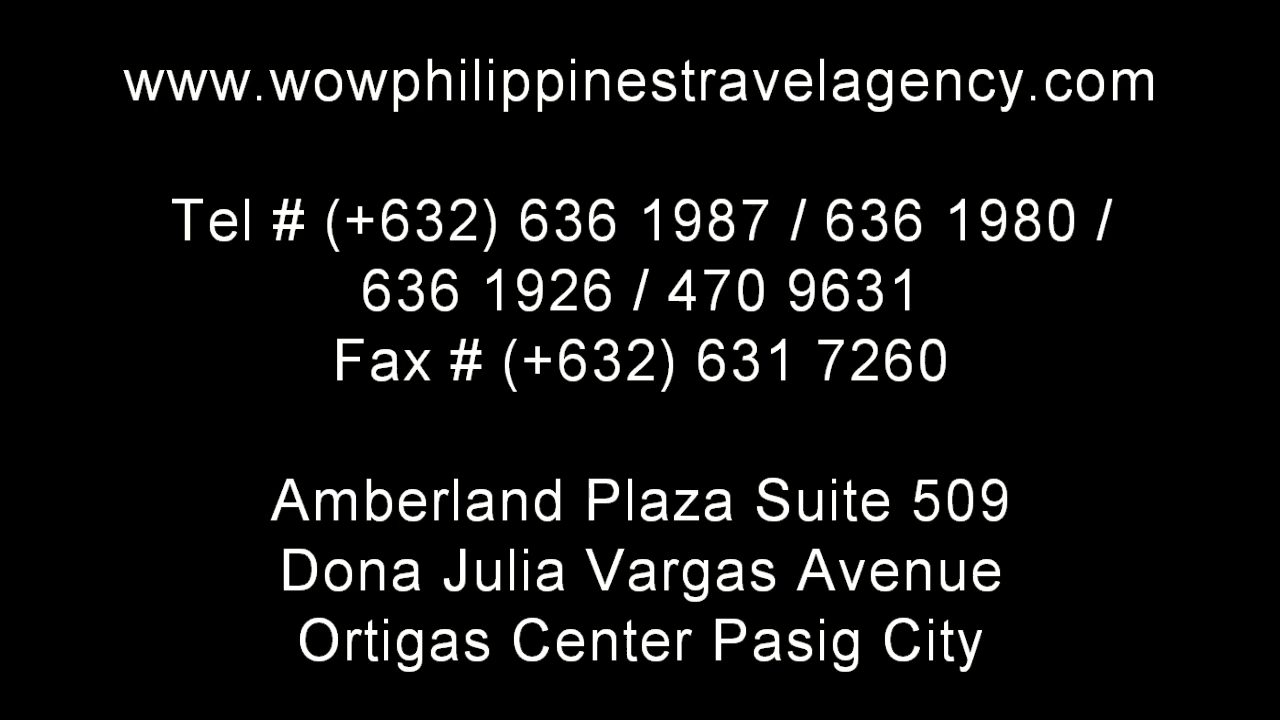 www.wowphilippinestravelagency.com
Tel # (+632) 636 1987 / 636 1980 /
636 1926 / 470 9631
Fax # (+632) 631 7260
Amberland Plaza Suite 509
Dona Julia Vargas Avenue
Ortigas Center Pasig City